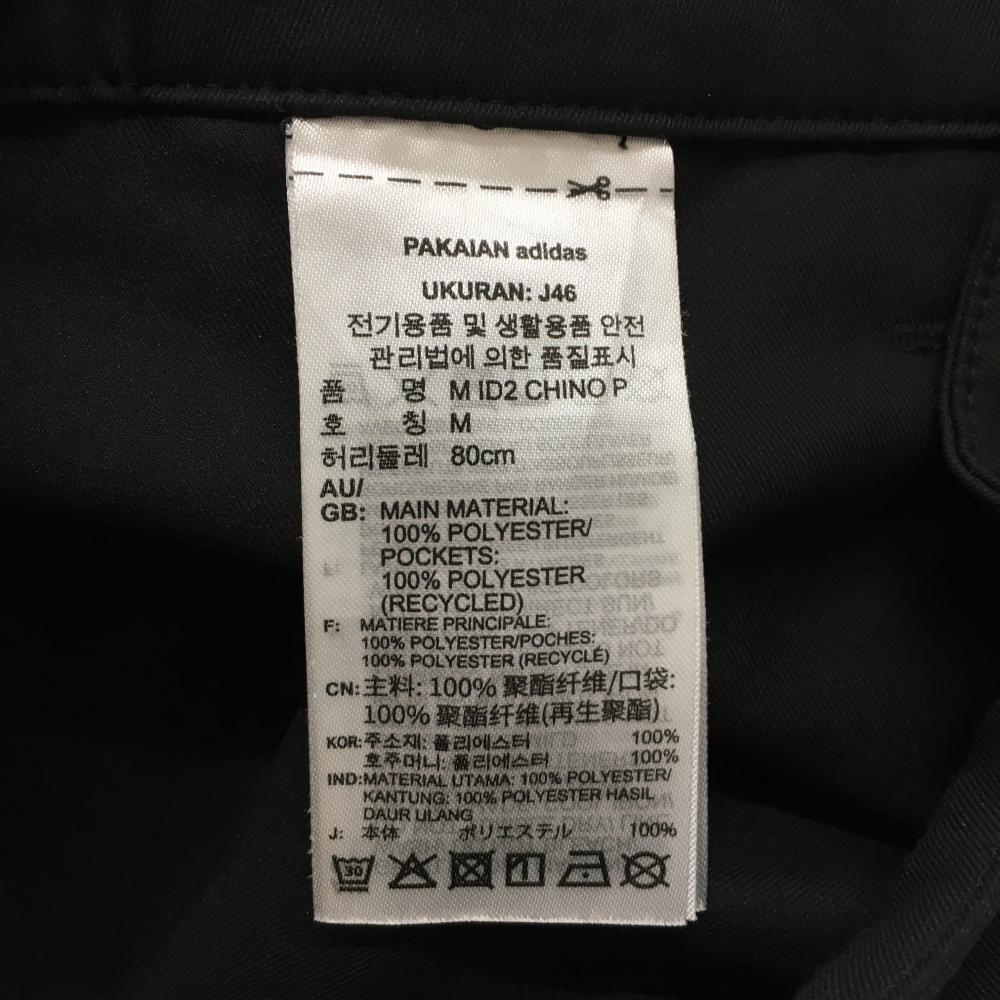 PAKAIAN adidas
UKURAN: J46
전기용품 및 생활용품 안전
관리법에 의한 품질표시
품 명 M ID2 CHINO P
호 칭 M
허리둘레 80cm
AU/
GB: MAIN MATERIAL:
100% POLYESTER/
POCKETS:
100% POLYESTER
(RECYCLED)
F: MATIERE PRINCIPALE:
100% POLYESTER/POCHES:
100% POLYESTER (RECYCLÉ)
CN: 主料: 100% 聚酯纤维/口袋:
100% 聚酯纤维(再生聚酯)
KOR: 주소재: 폴리에스터 100%
호주머니: 폴리에스터 100%
IND: MATERIAL UTAMA: 100% POLYESTER/
KANTUNG: 100% POLYESTER HASIL
DAUR ULANG
J: 本体 ポリエステル 100%
30